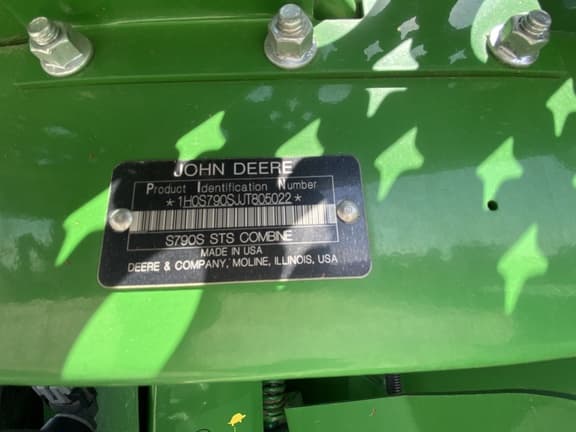 JOHN DEERE
Product Identification Number
*1H0S790SJJT805022*
S790S STS COMBINE
MADE IN USA
DEERE & COMPANY, MOLINE, ILLINOIS, USA